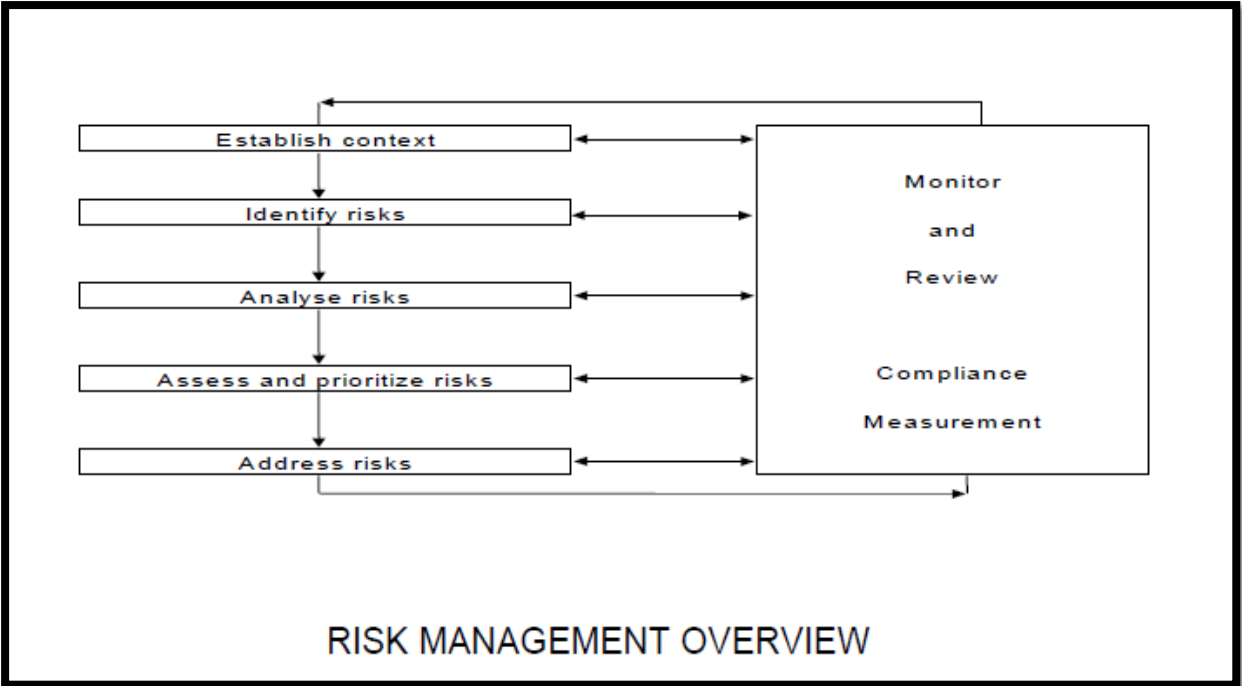 Establish context
Identify risks
Analyse risks
Assess and prioritize risks
Address risks
Monitor
and
Review
Compliance
Measurement
RISK MANAGEMENT OVERVIEW